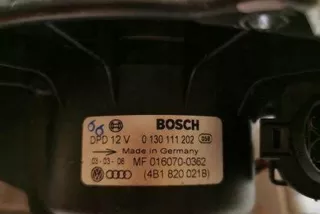 BOSCH
DPD 12 V 0 130 111 202
Made in Germany
03-03-06 MF 016070-0362
(4B1 820 021B)